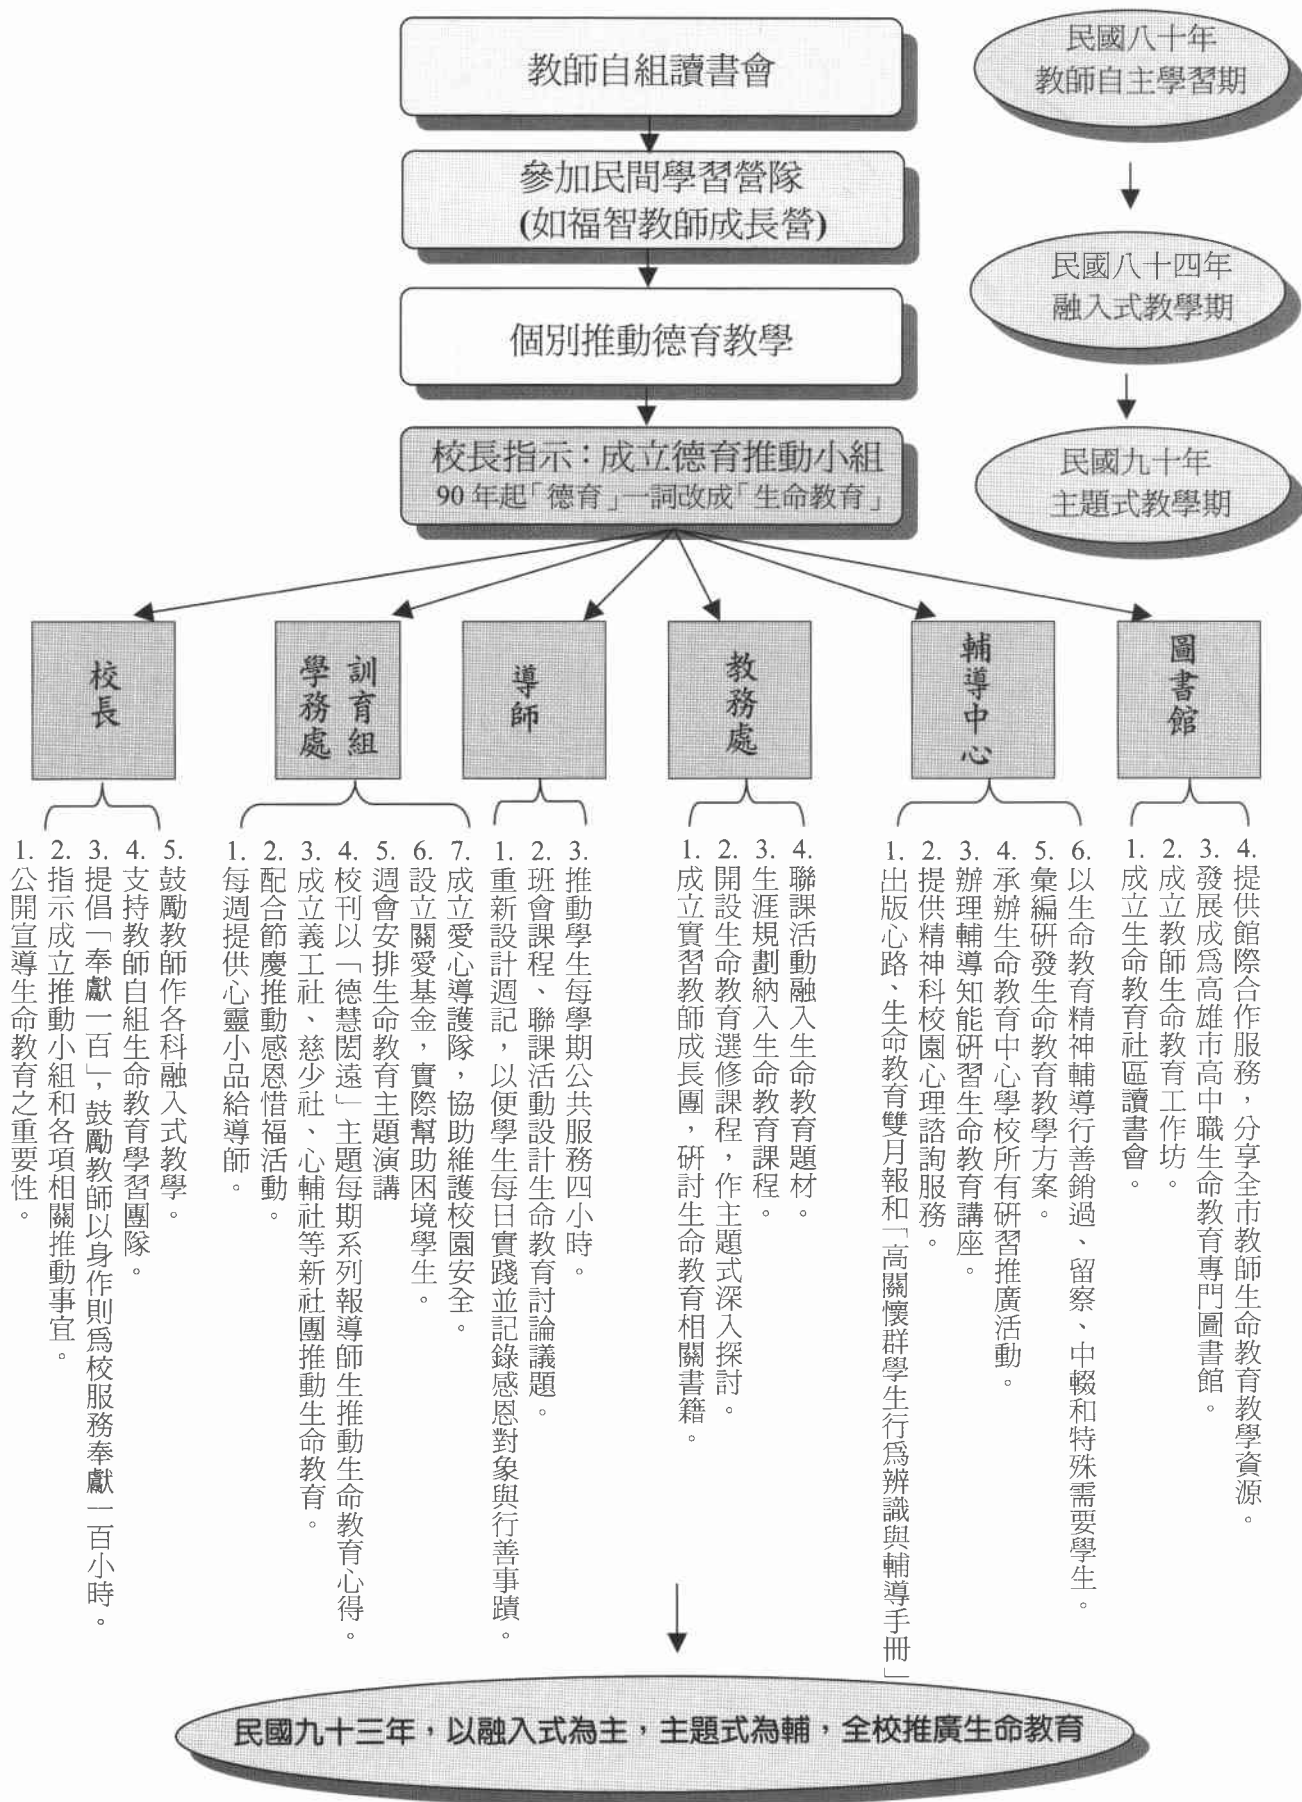 教師自組讀書會
民國八十年
教師自主學習期
參加民間學習營隊
(如福智教師成長營)
民國八十四年
融入式教學期
個別推動德育教學
校長指示：成立德育推動小組
90年起「德育」一詞改成「生命教育」
民國九十年
主題式教學期
校長
1.公開宣導生命教育之重要性。
2.指示成立推動小組和各項相關推動事宜。
3.提倡「奉獻一百」，鼓勵教師以身作則為校服務奉獻一百小時。
4.支持教師自組生命教育學習團隊。
5.鼓勵教師作各科融入式教學。
訓育組
學務處
1.每週提供心靈小品給導師。
2.配合節慶推動感恩惜福活動。
3.成立義工社、慈少社、心輔社等新社團推動生命教育。
4.校刊以「德慧閎遠」主題每期系列報導師生推動生命教育心得。
5.週會安排生命教育主題演講
6.設立關愛基金，實際幫助困境學生。
7.成立愛心導護隊，協助維護校園安全。
導師
1.重新設計週記，以便學生每日實踐並記錄感恩對象與行善事蹟。
2.班會課程、聯課活動設計生命教育討論議題。
3.推動學生每學期公共服務四小時。
教務處
1.成立實習教師成長團，研討生命教育相關書籍。
2.開設生命教育選修課程，作主題式深入探討。
3.生涯規劃納入生命教育課程。
4.聯課活動融入生命教育題材。
輔導中心
1.出版心路、生命教育雙月報和「高關懷群學生行為辨識與輔導手冊」
2.提供精神科校園心理諮詢服務。
3.辦理輔導知能研習生命教育講座。
4.承辦生命教育中心學校所有研習推廣活動。
5.彙編研發生命教育教學方案。
6.以生命教育精神輔導行善銷過、留察、中輟和特殊需要學生。
圖書館
1.成立生命教育社區讀書會。
2.成立教師生命教育工作坊。
3.發展成為高雄市高中職生命教育專門圖書館。
4.提供館際合作服務，分享全市教師生命教育教學資源。
民國九十三年，以融入式為主，主題式為輔，全校推廣生命教育